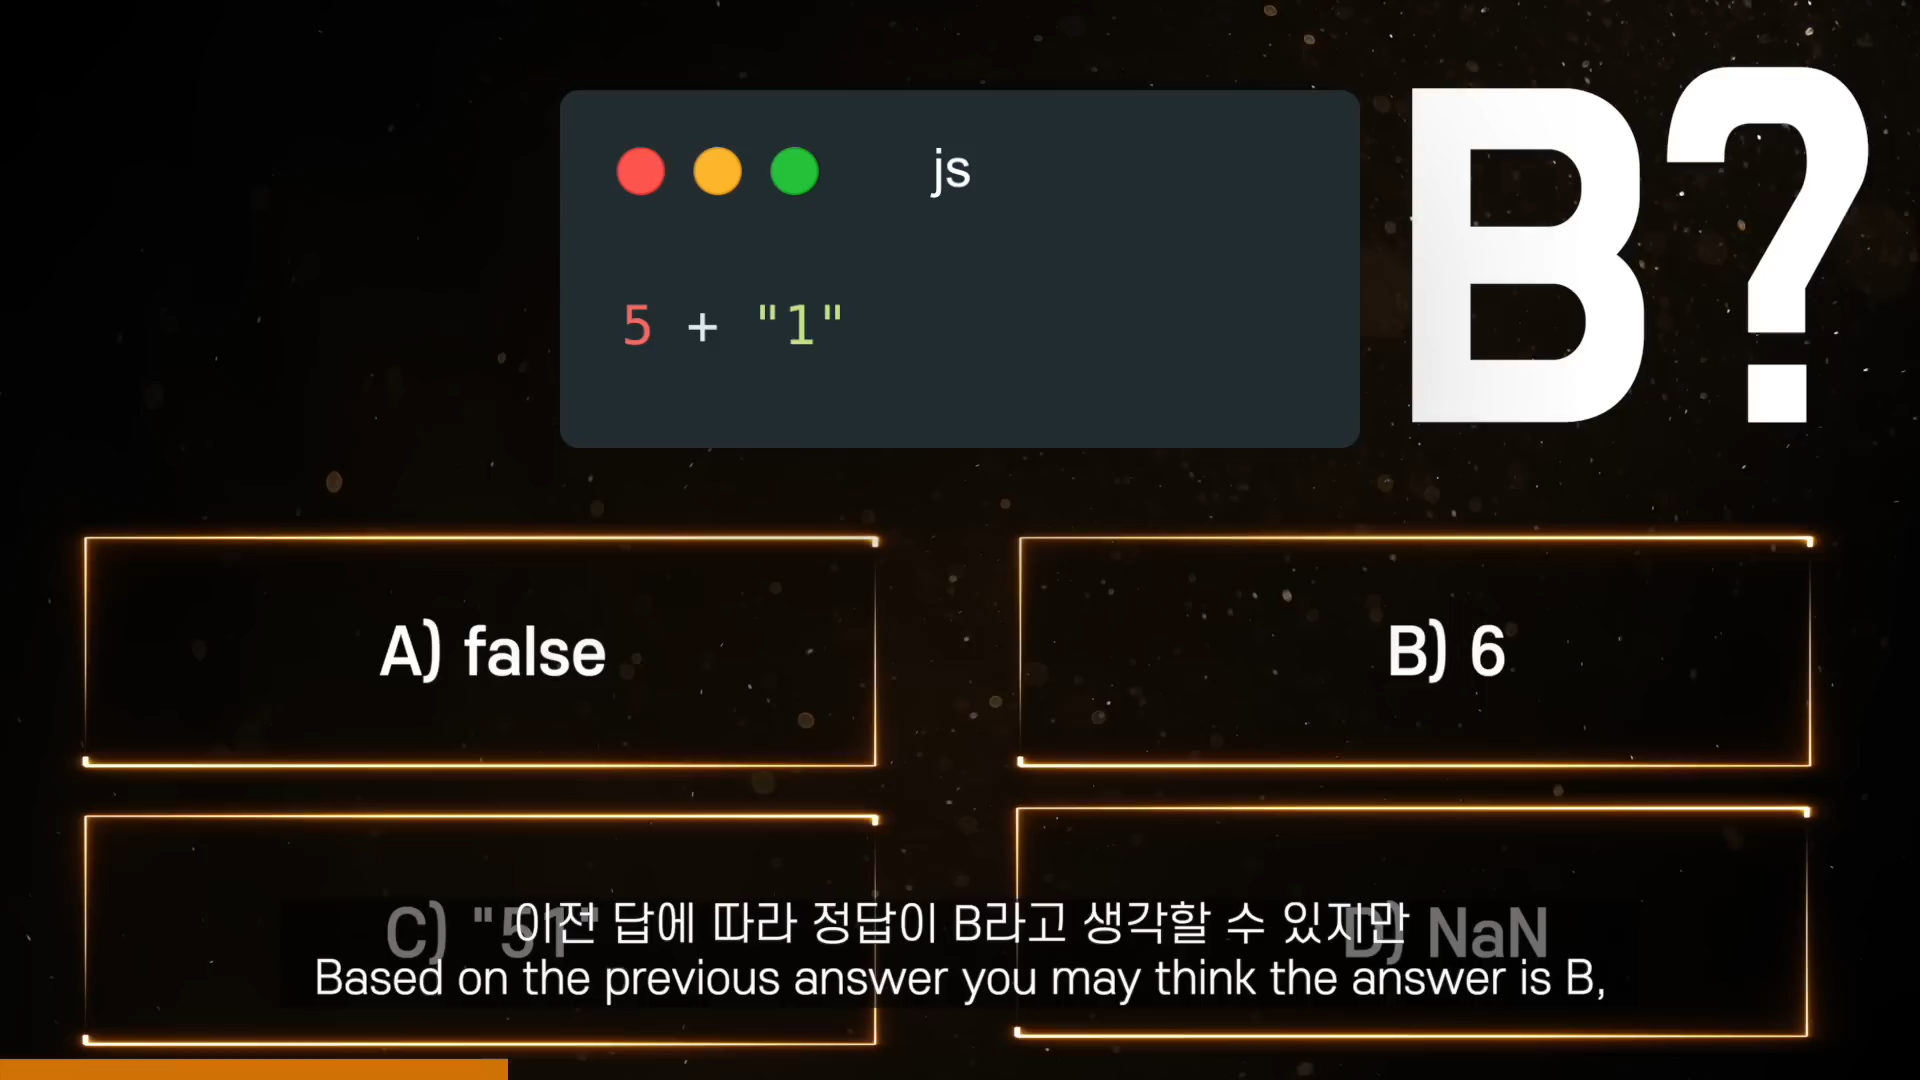 js
B?
5 + "1"
A) false
B) 6
C) "51"
D) NaN
이전 답에 따라 정답이 B라고 생각할 수 있지만
Based on the previous answer you may think the answer is B,